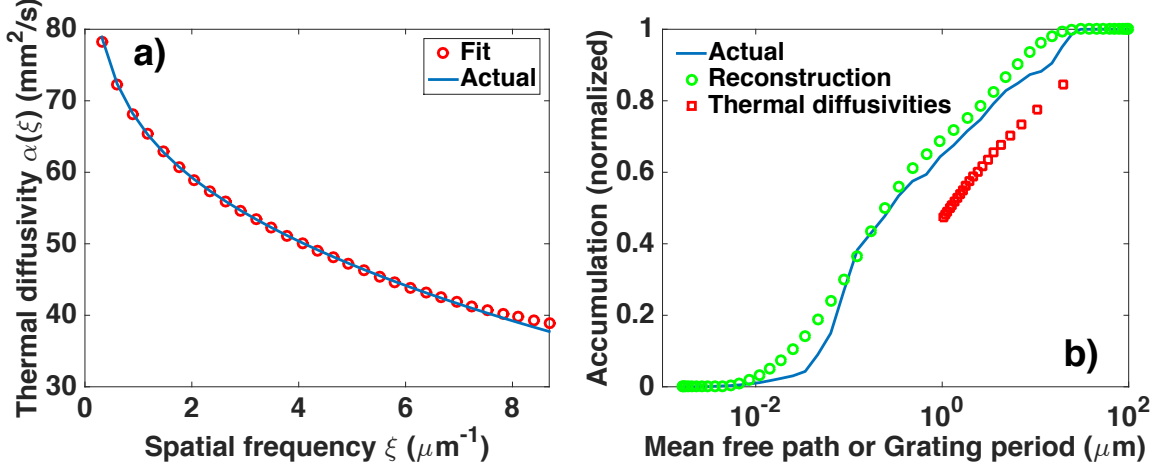 a)
Fit
Actual
80
70
60
50
40
30
0
2
4
6
8
Thermal diffusivity α(ξ) (mm²/s)
Spatial frequency ξ (μm⁻¹)
Actual
Reconstruction
Thermal diffusivities
b)
1
0.8
0.6
0.4
0.2
0
10⁻²
10⁰
10²
Accumulation (normalized)
Mean free path or Grating period (μm)